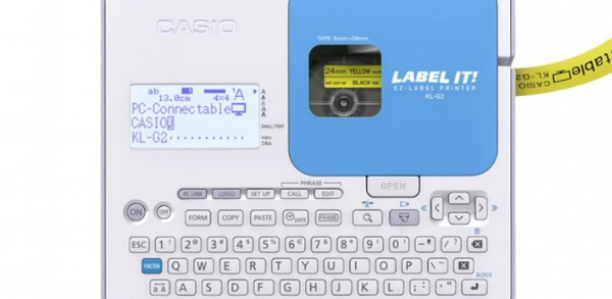 CASIO
TAPE 6mm~24mm
24mm YELLOW
BLACK
LABEL IT!
EZ-LABEL PRINTER
KL-G2
table
CASIO
KL-G2
ab
13.0cm 4×4 A
PC-Connectable
CASIO
KL-G2
PHRASE
PC LINK LOGO SET UP CALL EDIT
OPEN
ON OFF FORM COPY PASTE DATE FRAME
ESC 1! 2@ 3# 4$ 5% 6 7& 8* 9( 0) - /?
FUNCTION Q W E R T Y U I O P
BLOCK
A S D F G H J K L